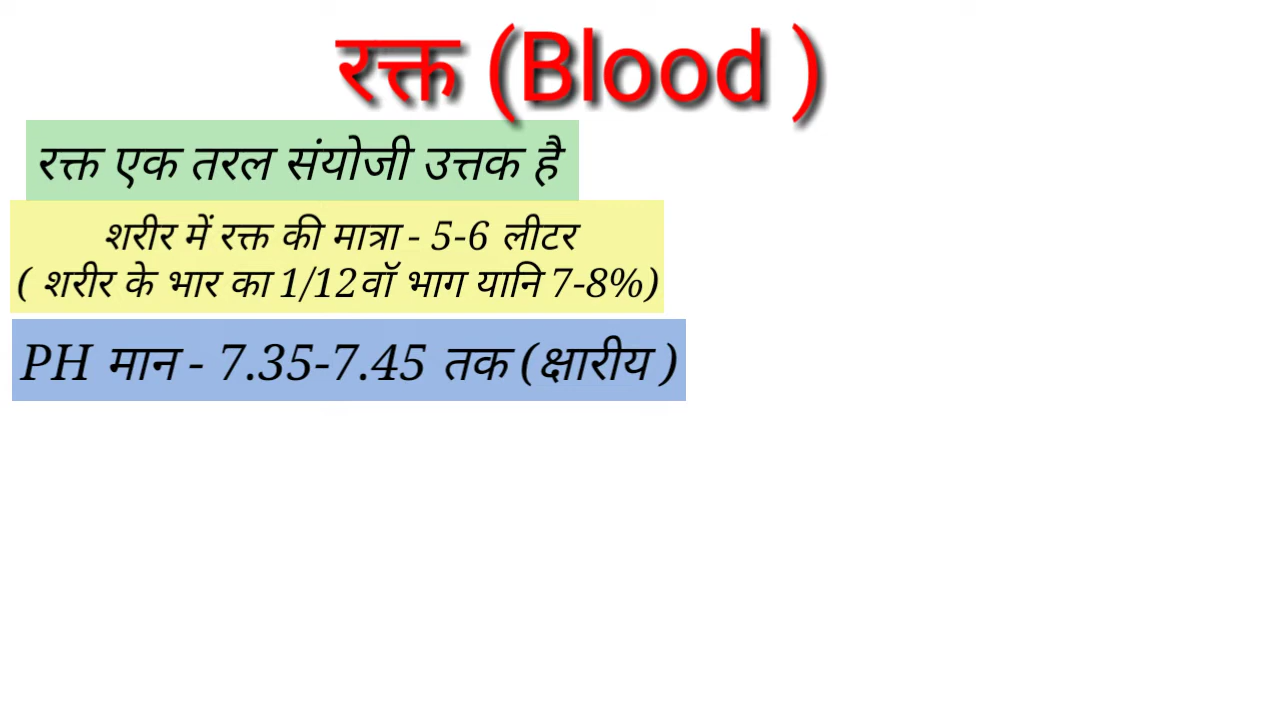 रक्त (Blood )
रक्त एक तरल संयोजी उत्तक है
शरीर में रक्त की मात्रा - 5-6 लीटर
( शरीर के भार का 1/12वॉ भाग यानि 7-8%)
PH मान - 7.35-7.45 तक (क्षारीय )